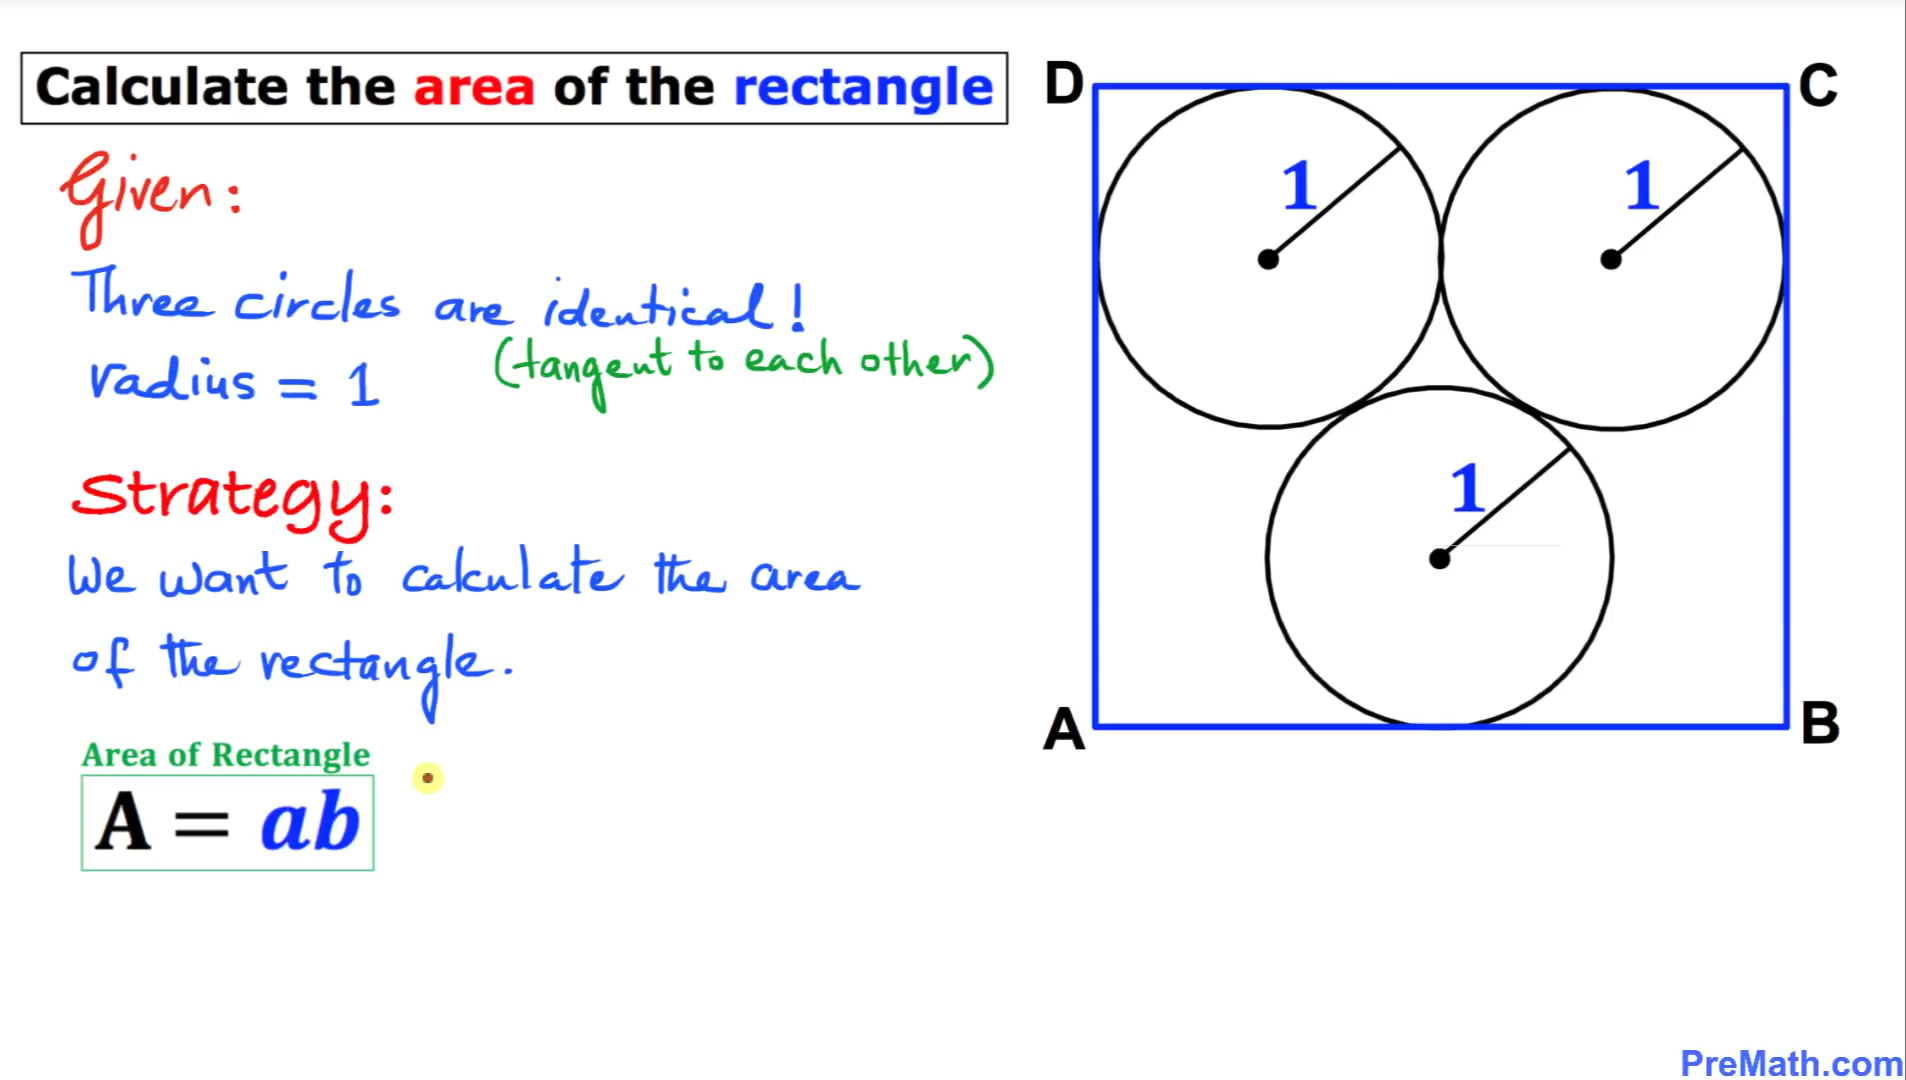 Calculate the area of the rectangle
Given:
Three circles are identical!
(tangent to each other)
radius = 1
Strategy:
We want to calculate the area
of the rectangle.
Area of Rectangle
A = ab
D
C
1
1
1
A
B
PreMath.com